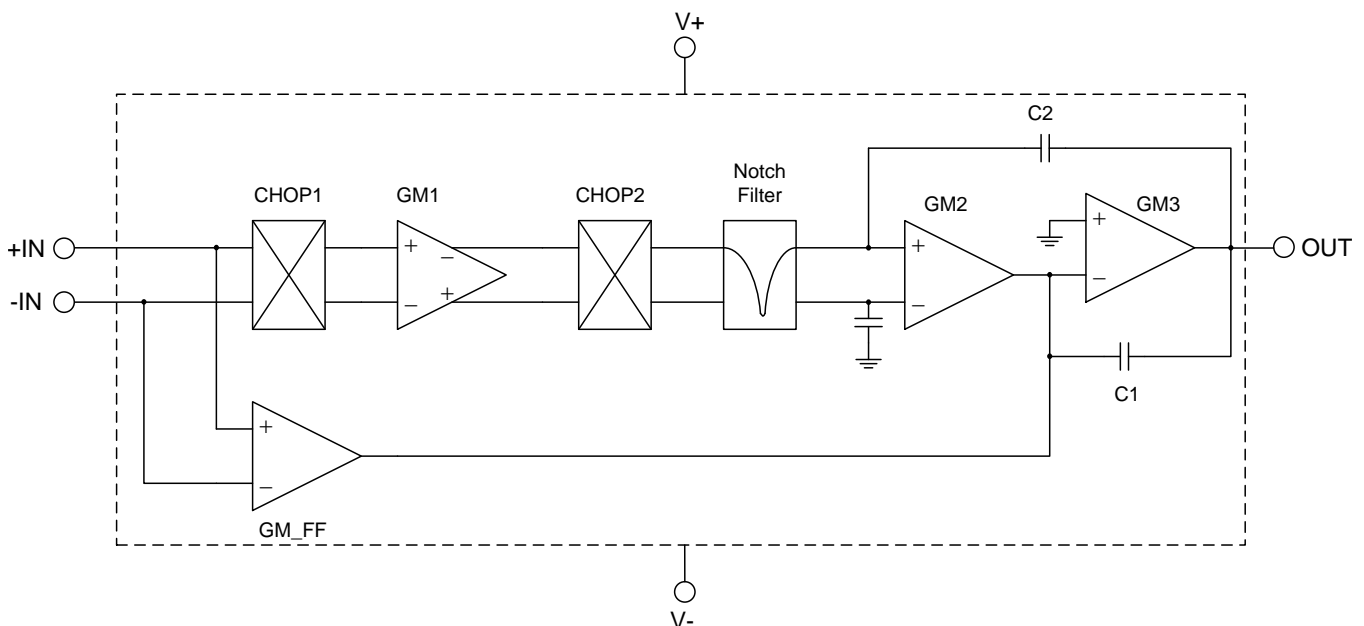 V+
C2
Notch
Filter
CHOP1
GM1
CHOP2
GM2
GM3
+IN
-IN
OUT
+
−
−
+
+
−
+
−
C1
+
−
GM_FF
V-